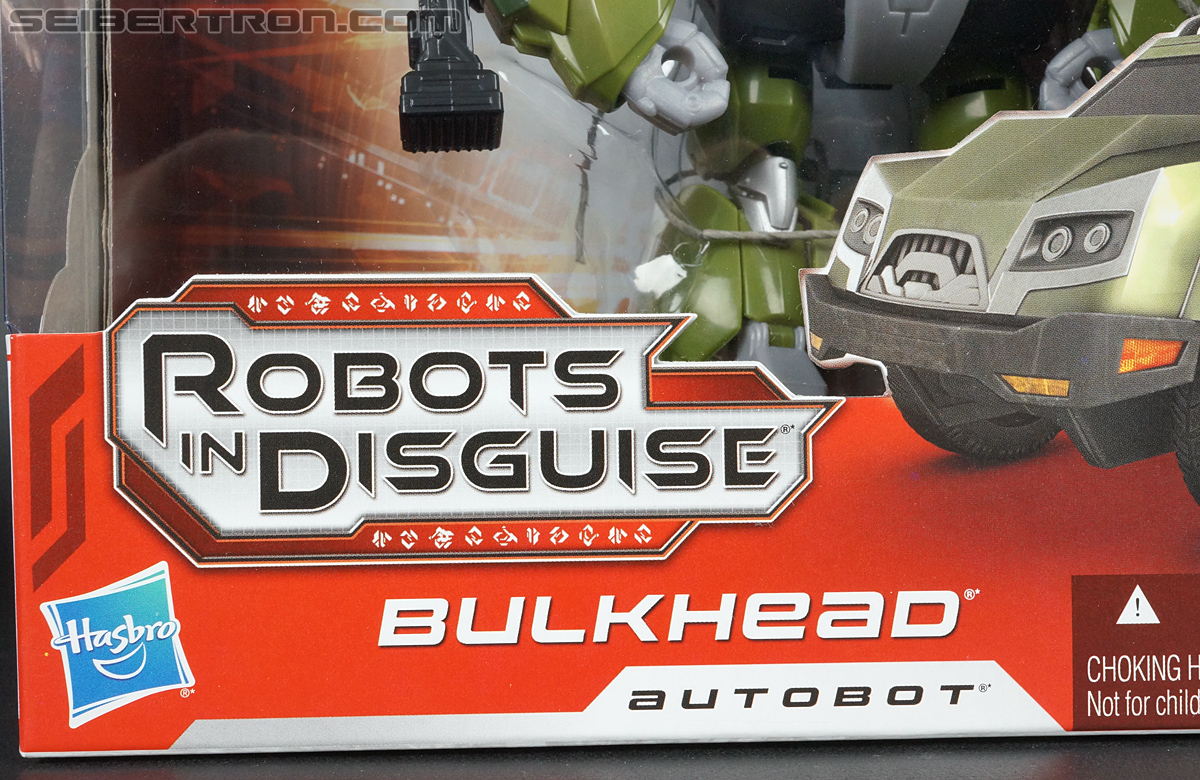 SEIBERTRON.COM
ROBOTS
IN DISGUISE®*
Hasbro®*
BULKHEAD®*
AUTOBOT®*
CHOKING H
Not for child